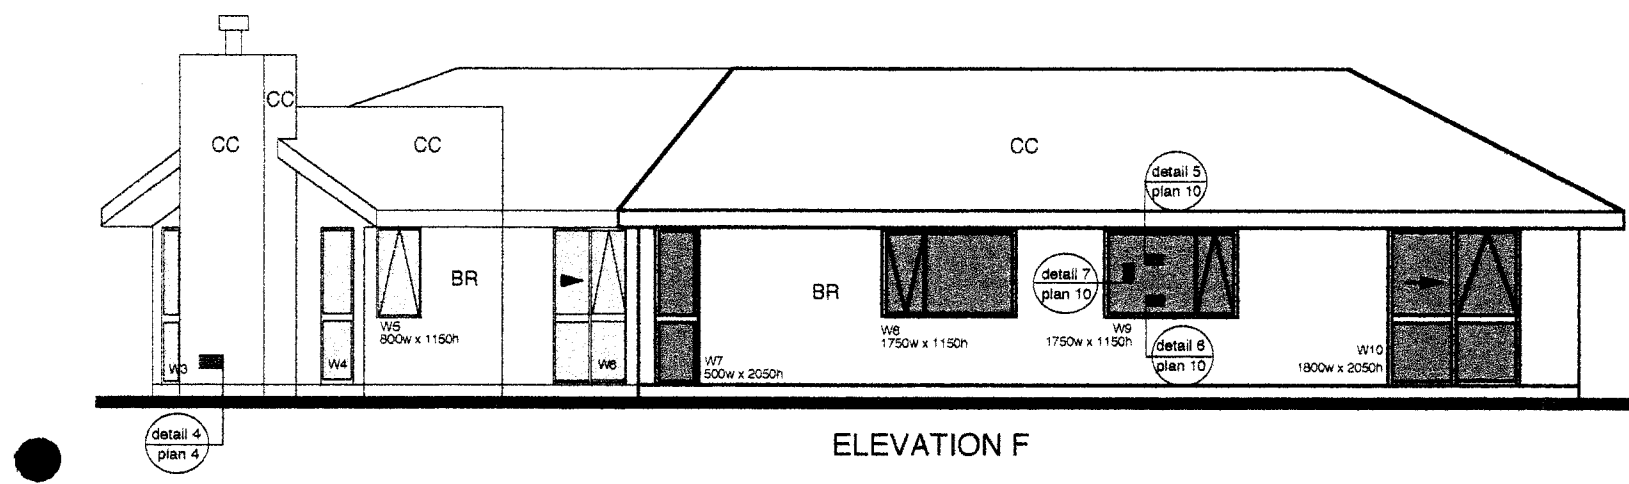 CC
CC
CC
CC
detail 5
plan 10
BR
BR
detail 7
plan 10
W5
800w x 1150h
W6
1750w x 1150h
W9
1750w x 1150h
detail 6
plan 10
W3
W4
W6
W7
500w x 2050h
W10
1800w x 2050h
detail 4
plan 4
ELEVATION F